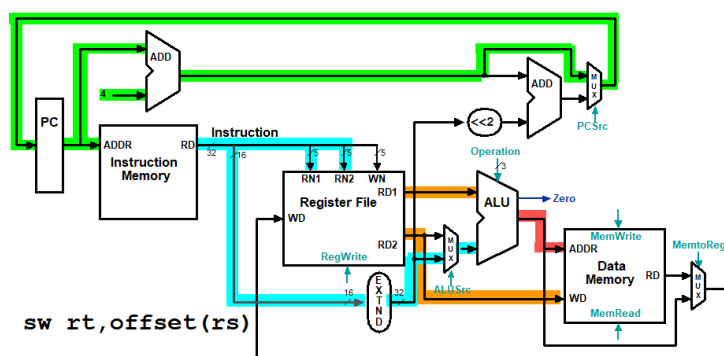 ADD
4
PC
ADD
M
U
X
<<2
PCSrc
Instruction
ADDR
RD
32
16
5
5
5
Instruction
Memory
Operation
3
RN1 RN2 WN
RD1
WD
Register File
ALU
Zero
RD2
M
U
X
RegWrite
ALUSrc
MemWrite
ADDR
Data
Memory
RD
WD
MemRead
MemtoReg
M
U
X
16
E
X
T
N
D
32
sw rt,offset(rs)